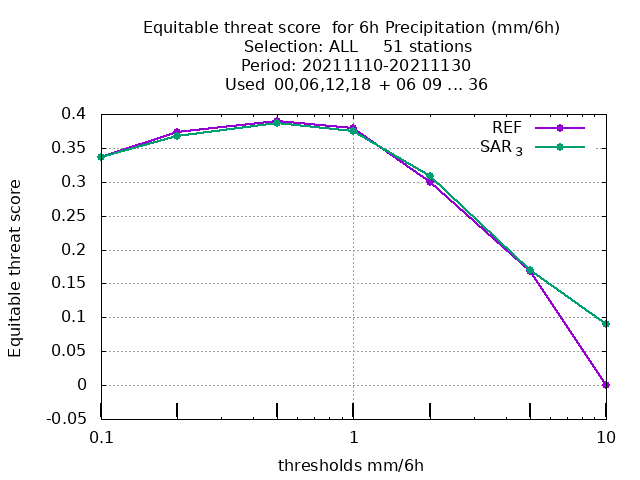 Equitable threat score  for 6h Precipitation (mm/6h)
Selection: ALL     51 stations
Period: 20211110-20211130
Used  00,06,12,18  + 06 09 ... 36
REF
SAR 3
0.4
0.35
0.3
0.25
0.2
0.15
0.1
0.05
0
-0.05
Equitable threat score
0.1 1 10
thresholds mm/6h